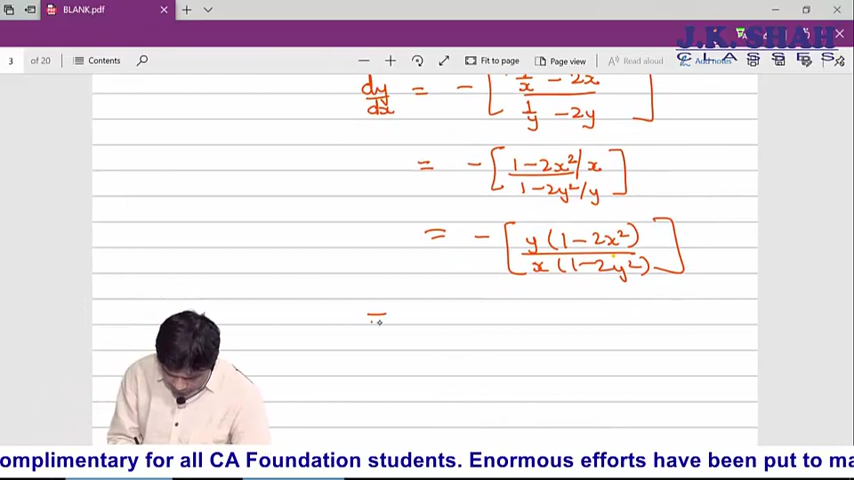 BLANK.pdf
J.K. SHAH
CLASSES
3 of 20 Contents Fit to page Page view Read aloud Add notes
dy/dx = - [ (1/x - 2x) / (1/y - 2y) ]
= - [ (1-2x²/x) / (1-2y²/y) ]
= - [ y(1-2x²) / x(1-2y²) ]
omplimentary for all CA Foundation students. Enormous efforts have been put to ma